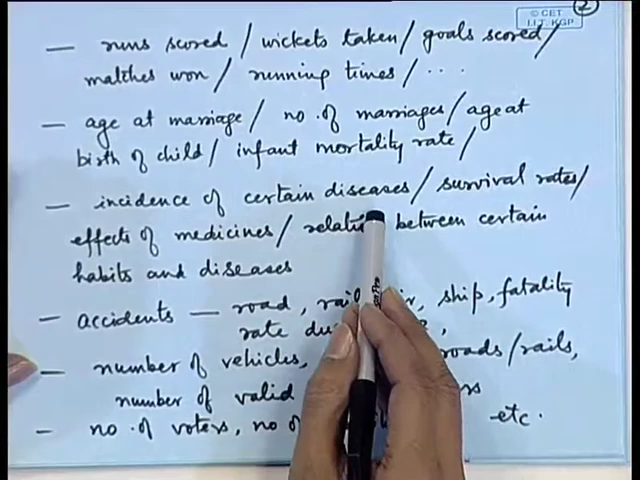 © CET
I.I.T. KGP
2
— runs scored / wickets taken / goals scored /
matches won / running times / ....
— age at marriage / no. of marriages / age at
birth of child / infant mortality rate /
— incidence of certain diseases / survival rates /
effects of medicines / between certain
habits and diseases
— accidents — road, ship, fatality
rate
— number of vehicles, roads / rails,
number of valid
— no. of voters, no etc.